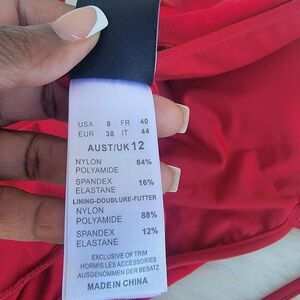 USA 8 FR 40
EUR 38 IT 44
AUST/UK 12
NYLON 84%
POLYAMIDE
SPANDEX 16%
ELASTANE
LINING-DOUBLURE-FUTTER
NYLON 88%
POLYAMIDE
SPANDEX 12%
ELASTANE
EXCLUSIVE OF TRIM
HORMIS LES ACCESSORIES
AUSGENOMMEN DER BESATZ
MADE IN CHINA